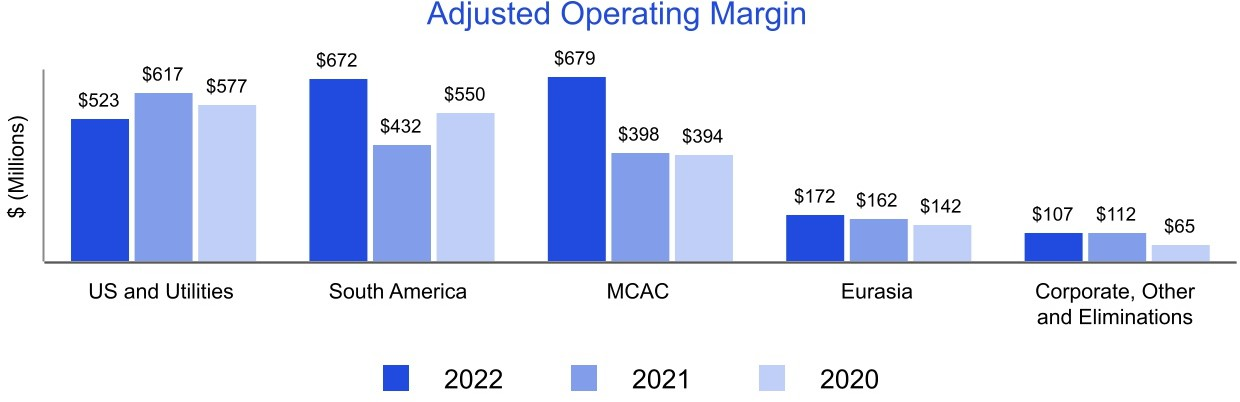 Adjusted Operating Margin
$ (Millions)
$523
$617
$577
$672
$432
$550
$679
$398
$394
$172
$162
$142
$107
$112
$65
US and Utilities
South America
MCAC
Eurasia
Corporate, Other
and Eliminations
2022
2021
2020